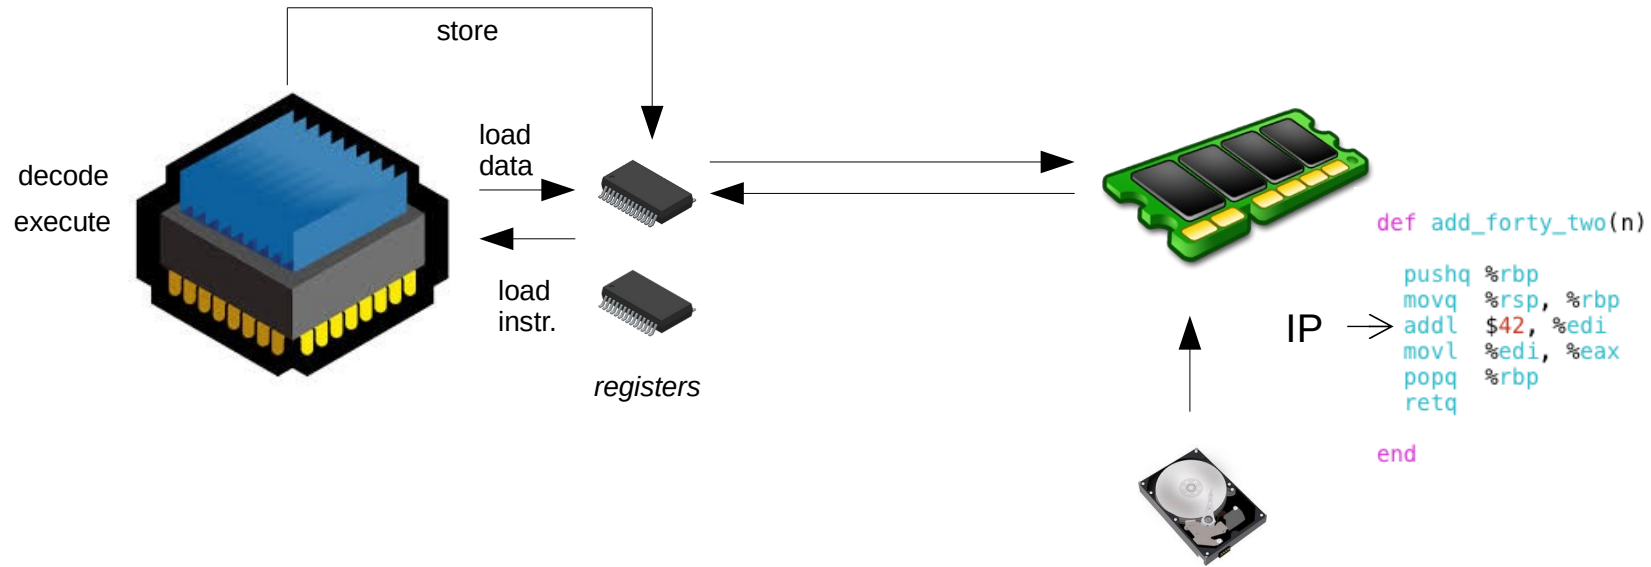 store
load
data
decode
execute
load
instr.
registers
def add_forty_two(n)
pushq %rbp
movq %rsp, %rbp
IP
addl $42, %edi
movl %edi, %eax
popq %rbp
retq
end